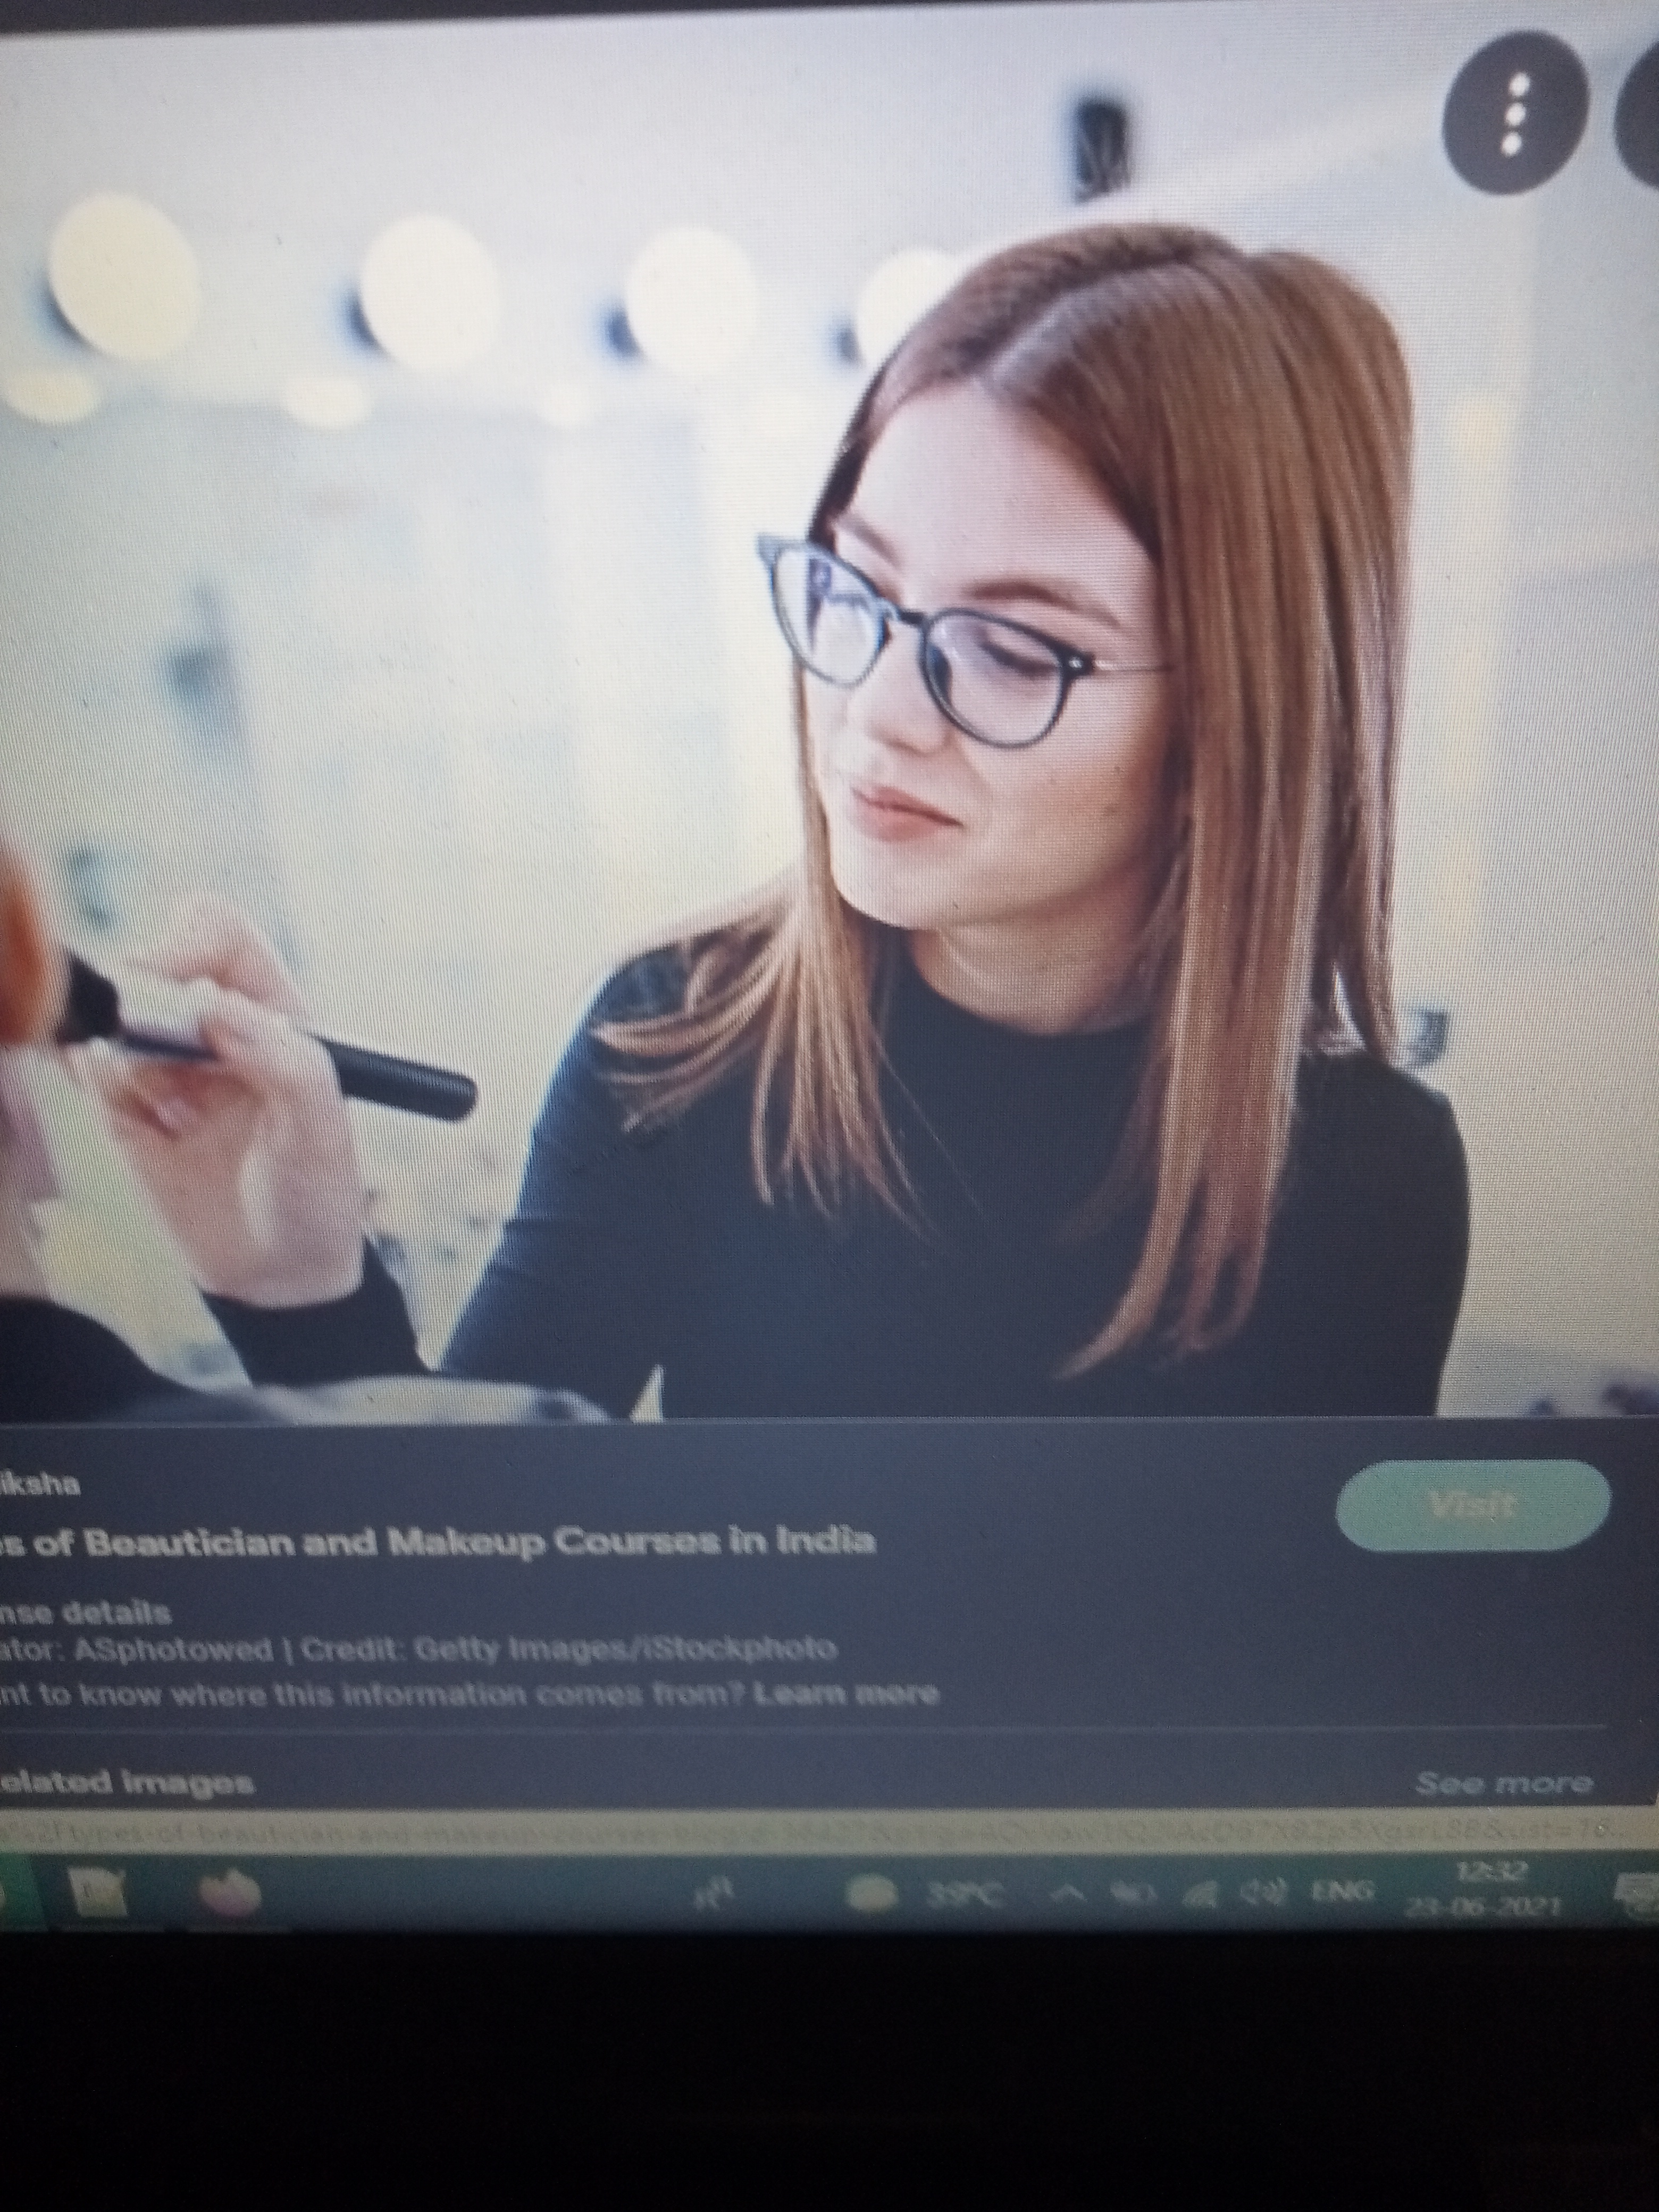 iksha
Visit
s of Beautician and Makeup Courses in India
nse details
ator: ASphotowed | Credit: Getty Images/iStockphoto
nt to know where this information comes from? Learn more
elated images
See more
39°C ENG
12:32
23-06-2021